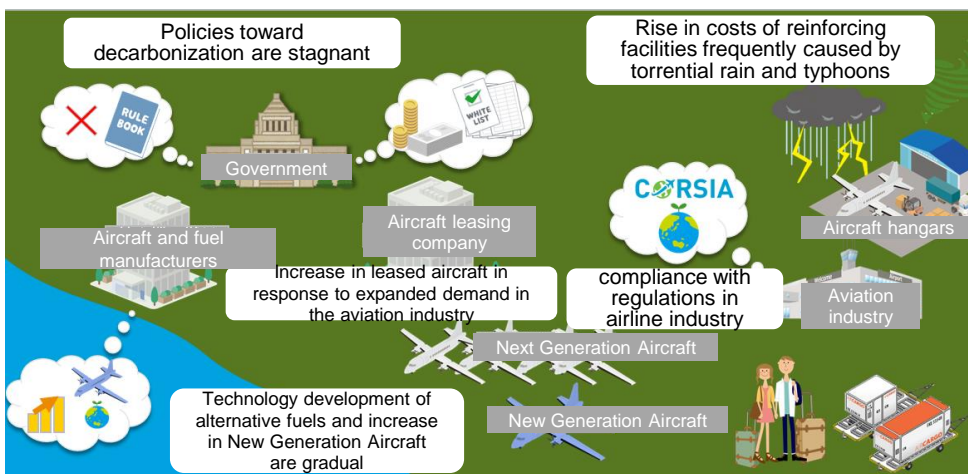 Policies toward
decarbonization are stagnant
Rise in costs of reinforcing
facilities frequently caused by
torrential rain and typhoons
RULE
BOOK
WHITE
LIST
Government
CORSIA
Aircraft and fuel
manufacturers
Aircraft leasing
company
Aircraft hangars
Increase in leased aircraft in
response to expanded demand in
the aviation industry
compliance with
regulations in
airline industry
Aviation
industry
Next Generation Aircraft
Technology development of
alternative fuels and increase
in New Generation Aircraft
are gradual
New Generation Aircraft